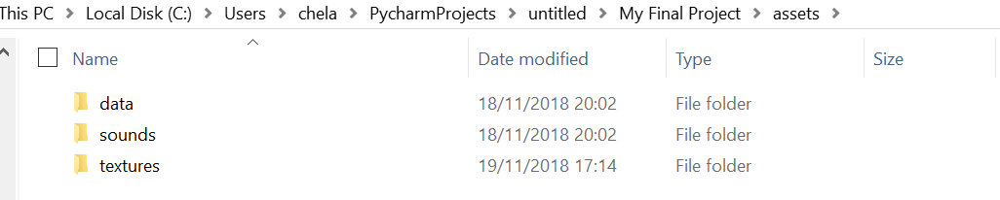 This PC > Local Disk (C:) > Users > chela > PycharmProjects > untitled > My Final Project > assets >
Name Date modified Type Size
data 18/11/2018 20:02 File folder
sounds 18/11/2018 20:02 File folder
textures 19/11/2018 17:14 File folder